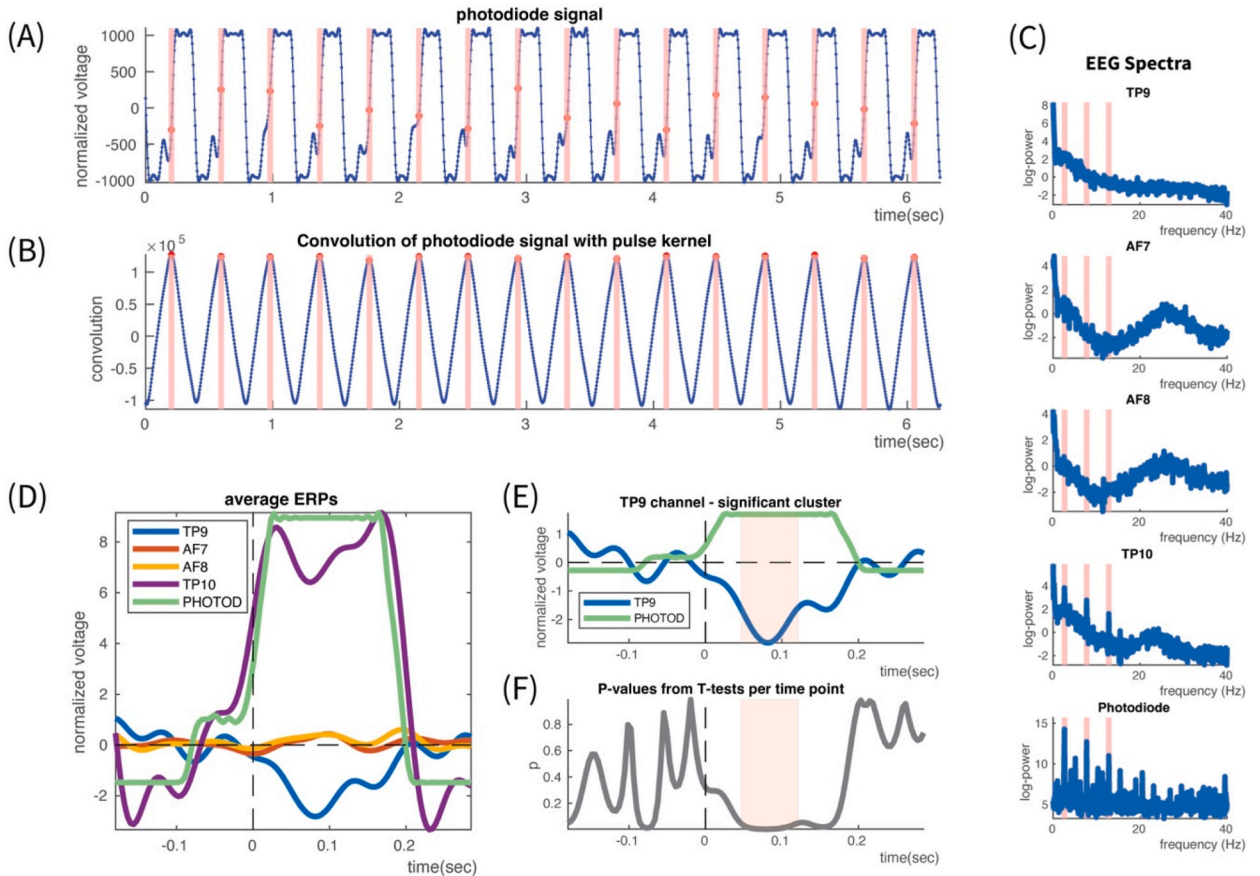 (A)
photodiode signal
normalized voltage
1000
500
0
-500
-1000
0 1 2 3 4 5 6
time(sec)
(B)
Convolution of photodiode signal with pulse kernel
× 10^5
convolution
1
0.5
0
-0.5
-1
0 1 2 3 4 5 6
time(sec)
(C)
EEG Spectra
TP9
log-power
8
6
4
2
0
-2
0 20 40
frequency (Hz)
AF7
log-power
4
2
0
-2
0 20 40
frequency (Hz)
AF8
log-power
4
2
0
-2
0 20 40
frequency (Hz)
TP10
log-power
6
4
2
0
-2
0 20 40
frequency (Hz)
Photodiode
log-power
15
10
5
0 20 40
frequency (Hz)
(D)
average ERPs
normalized voltage
8
6
4
2
0
-2
TP9
AF7
AF8
TP10
PHOTOD
-0.1 0 0.1 0.2
time(sec)
(E)
TP9 channel - significant cluster
normalized voltage
1
0
-1
-2
TP9
PHOTOD
-0.1 0 0.1 0.2
time(sec)
(F)
P-values from T-tests per time point
p
0.8
0.6
0.4
0.2
-0.1 0 0.1 0.2
time(sec)